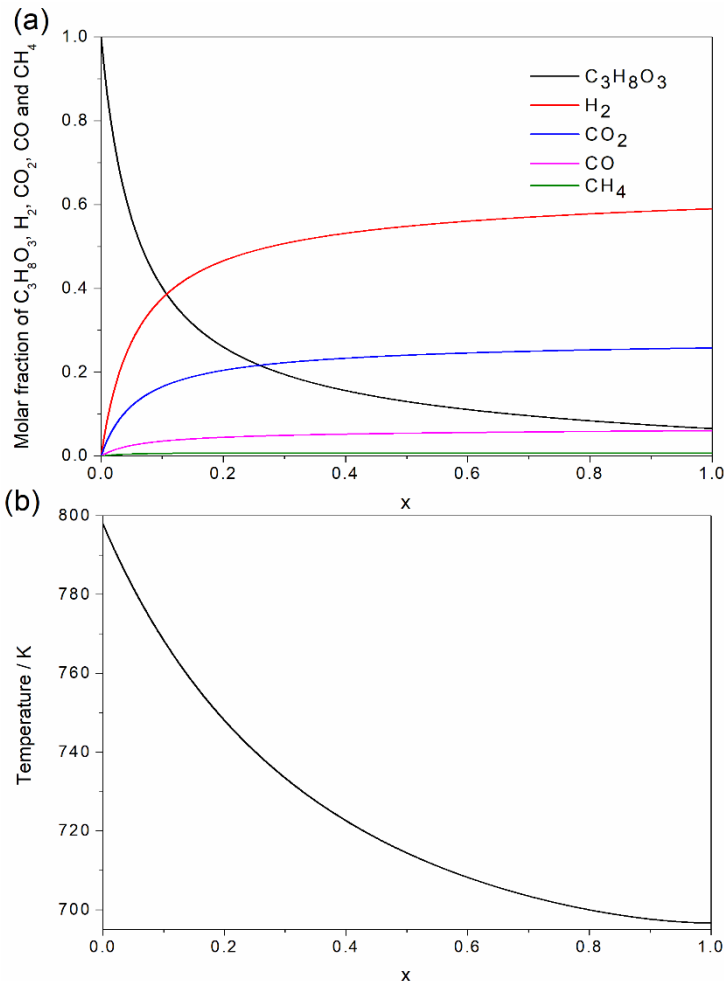 (a)
Molar fraction of C3H8O3, H2, CO2, CO and CH4
1.0
0.8
0.6
0.4
0.2
0.0
C3H8O3
H2
CO2
CO
CH4
0.0 0.2 0.4 0.6 0.8 1.0
x
(b)
Temperature / K
800
780
760
740
720
700
0.0 0.2 0.4 0.6 0.8 1.0
x